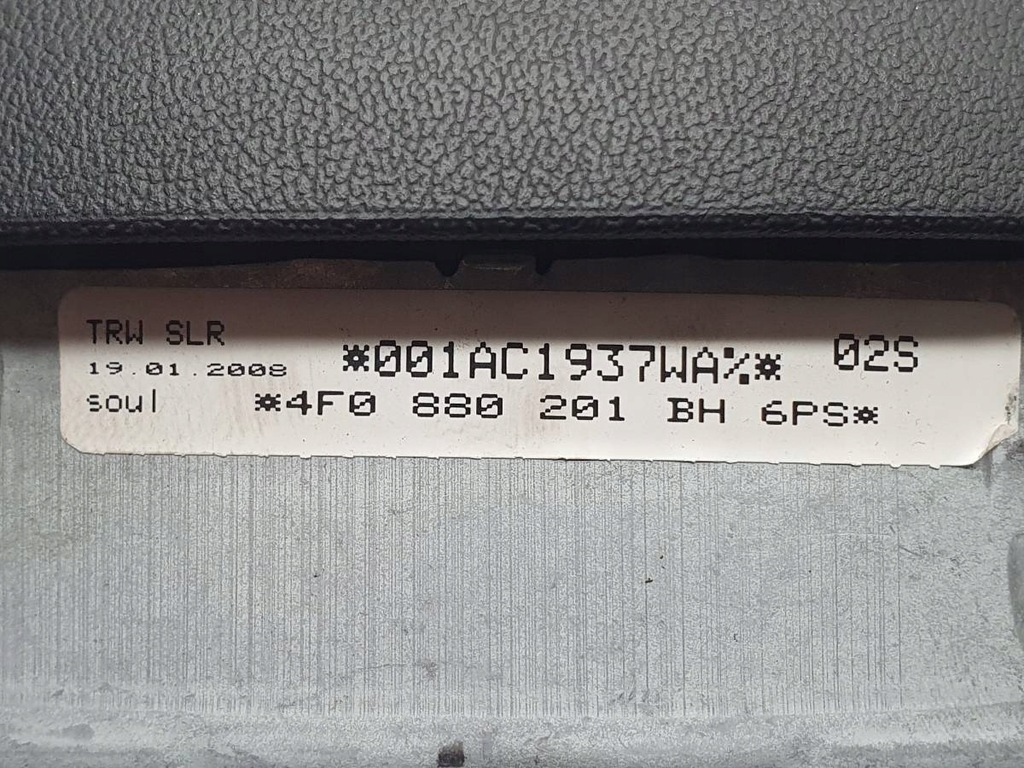 TRW SLR
19.01.2008 *001AC1937WA%* 02S
soul *4F0 880 201 BH 6PS*